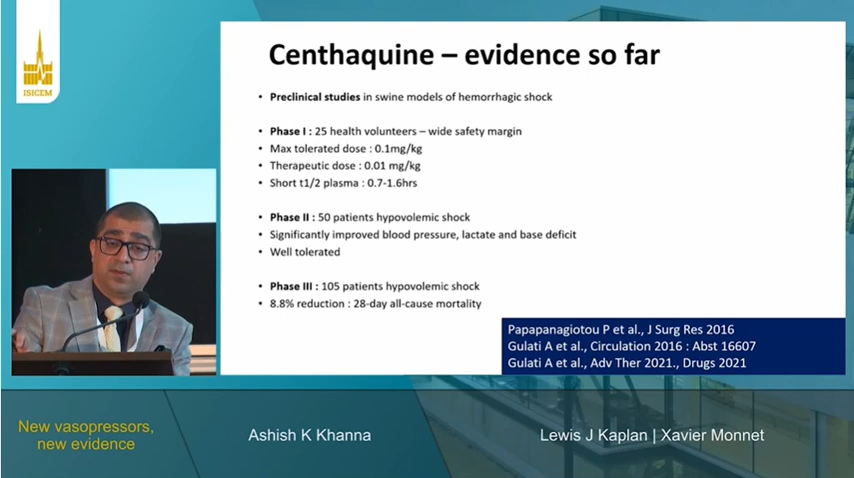 ISICEM
Centhaquine – evidence so far
• Preclinical studies in swine models of hemorrhagic shock
• Phase I : 25 health volunteers – wide safety margin
• Max tolerated dose : 0.1mg/kg
• Therapeutic dose : 0.01 mg/kg
• Short t1/2 plasma : 0.7-1.6hrs
• Phase II : 50 patients hypovolemic shock
• Significantly improved blood pressure, lactate and base deficit
• Well tolerated
• Phase III : 105 patients hypovolemic shock
• 8.8% reduction : 28-day all-cause mortality
Papapanagiotou P et al., J Surg Res 2016
Gulati A et al., Circulation 2016 : Abst 16607
Gulati A et al., Adv Ther 2021., Drugs 2021
New vasopressors,
new evidence
Ashish K Khanna
Lewis J Kaplan | Xavier Monnet